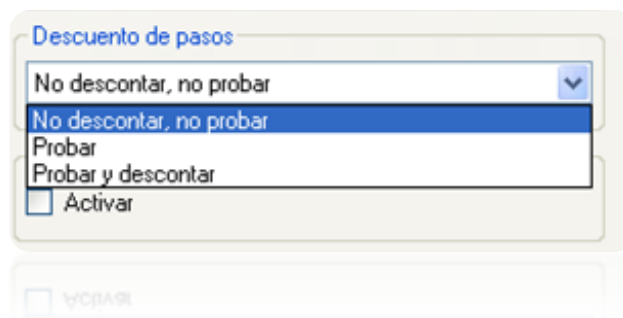 Descuento de pasos
No descontar, no probar
No descontar, no probar
Probar
Probar y descontar
Activar